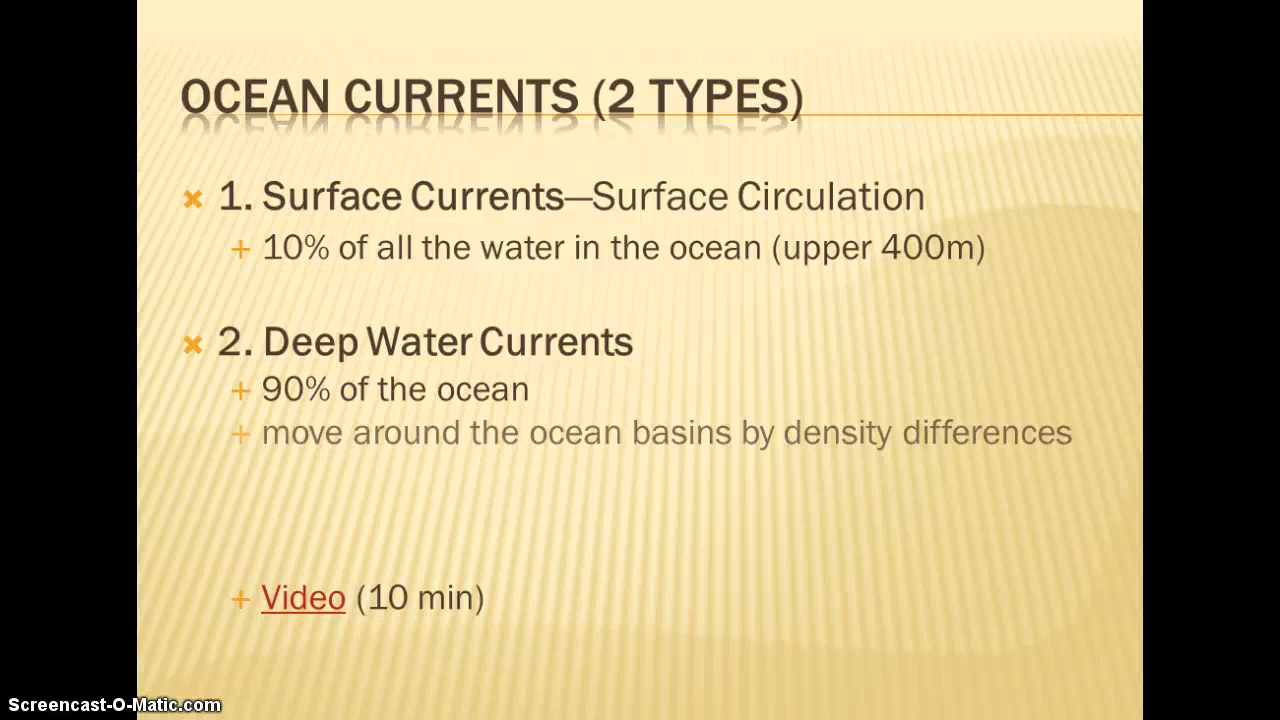 OCEAN CURRENTS (2 TYPES)
1. Surface Currents—Surface Circulation
10% of all the water in the ocean (upper 400m)
2. Deep Water Currents
90% of the ocean
move around the ocean basins by density differences
Video (10 min)
Screencast-O-Matic.com